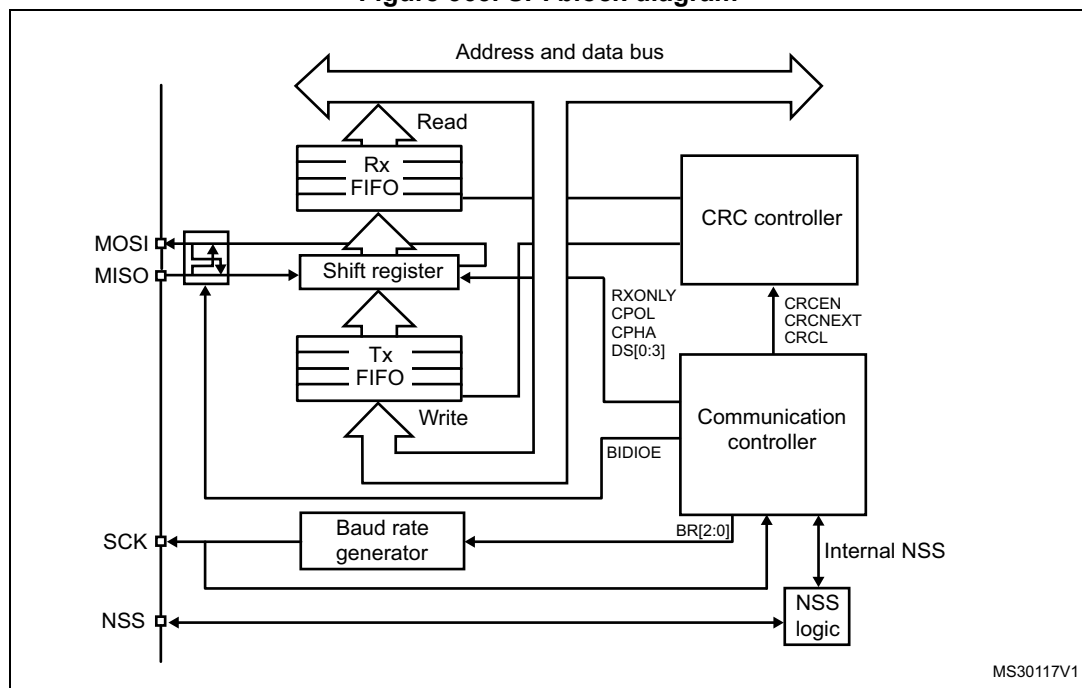 Address and data bus
Read
Rx
FIFO
CRC controller
MOSI
MISO
Shift register
RXONLY
CPOL
CPHA
DS[0:3]
CRCEN
CRCNEXT
CRCL
Tx
FIFO
Write
Communication
controller
BIDIOE
SCK
Baud rate
generator
BR[2:0]
Internal NSS
NSS
NSS
logic
MS30117V1